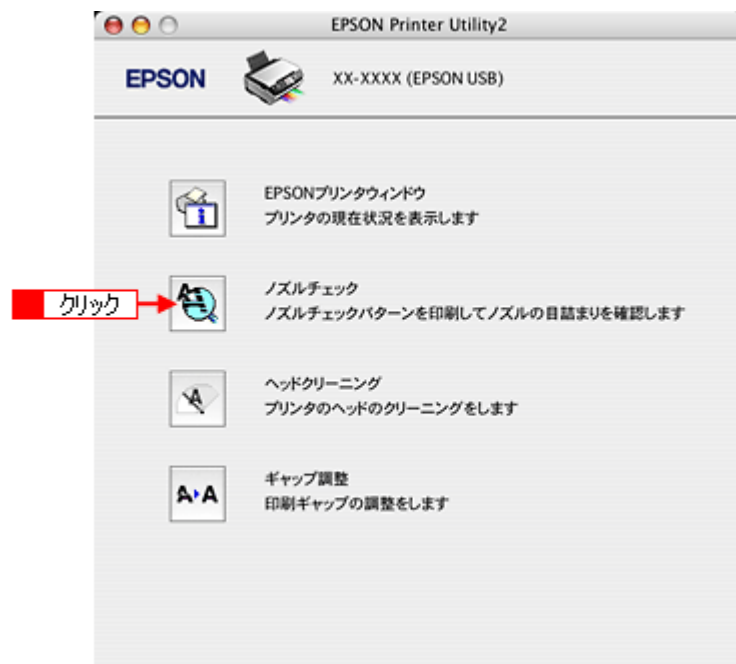 EPSON Printer Utility2
EPSON
XX-XXXX (EPSON USB)
EPSONプリンタウィンドウ
プリンタの現在状況を表示します
クリック
ノズルチェック
ノズルチェックパターンを印刷してノズルの目詰まりを確認します
ヘッドクリーニング
プリンタのヘッドのクリーニングをします
ギャップ調整
印刷ギャップの調整をします